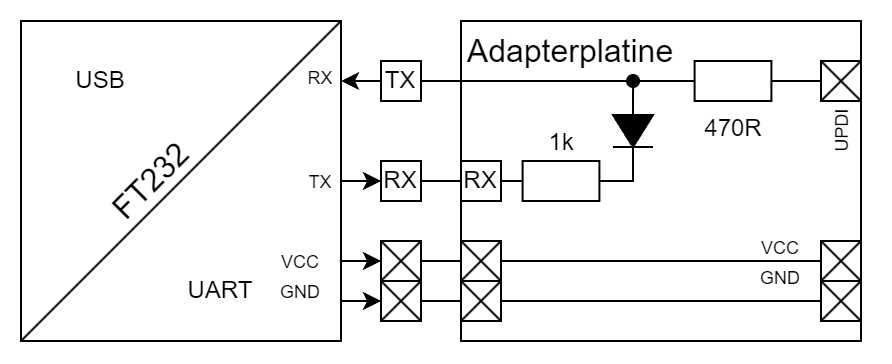 USB
FT232
UART
RX
TX
VCC
GND
TX
RX
Adapterplatine
RX
1k
470R
UPDI
VCC
GND